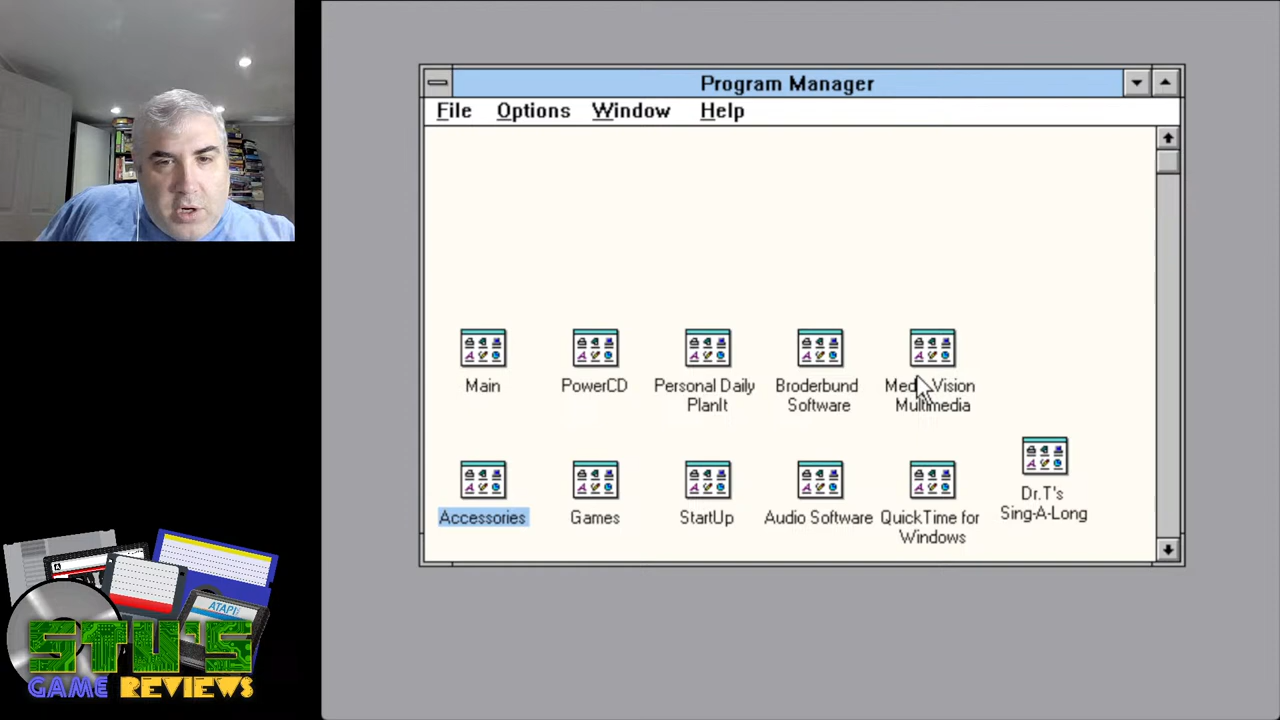 Program Manager
File Options Window Help
Main
PowerCD
Personal Daily
PlanIt
Broderbund
Software
Media Vision
Multimedia
Accessories
Games
StartUp
Audio Software
QuickTime for
Windows
Dr.T's
Sing-A-Long
ATAPI
STU'S
GAME REVIEWS